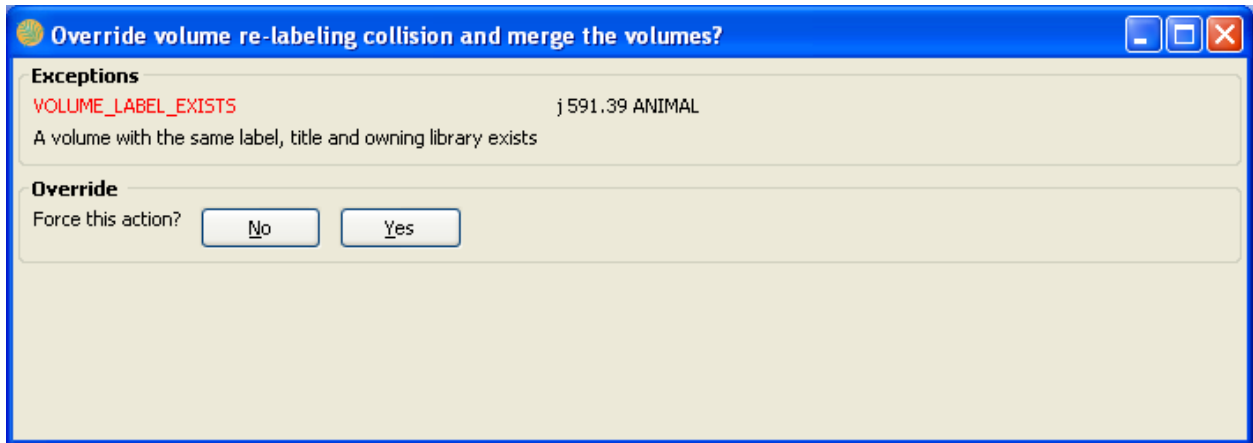 Override volume re-labeling collision and merge the volumes?
Exceptions
VOLUME_LABEL_EXISTS j 591.39 ANIMAL
A volume with the same label, title and owning library exists
Override
Force this action? No Yes